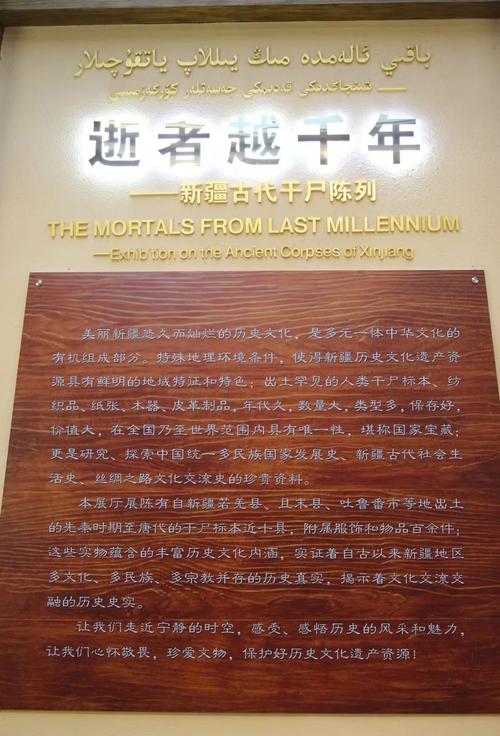 باقىي ئالەمدە مىڭ يىللاپ ياتقۇچىلار
逝者越千年
——新疆古代干尸陈列
THE MORTALS FROM LAST MILLENNIUM
—Exhibition on the Ancient Corpses of Xinjiang
美丽新疆悠久而灿烂的历史文化，是多元一体中华文化的
有机组成部分。特殊地理环境条件，使得新疆历史文化遗产资
源具有鲜明的地域特征和特色；出土罕见的人类干尸标本、纺
织品、纸张、木器、皮革制品，年代久，数量大，类型多，保存好，
价值大，在全国乃至世界范围内具有唯一性，堪称国家宝藏；
更是研究、探索中国统一多民族国家发展史、新疆古代社会生
活史、丝绸之路文化交流史的珍贵资料。
本展厅展陈有自新疆若羌县、且末县、吐鲁番市等地出土
的先秦时期至唐代的干尸标本近十具，附属服饰和物品百余件；
这些实物蕴含的丰富历史文化内涵，实证着自古以来新疆地区
多文化、多民族、多宗教并存的历史真实，揭示着文化交流交
融的历史史实。
让我们走近宁静的时空，感受、感悟历史的风采和魅力，
让我们心怀敬畏，珍爱文物，保护好历史文化遗产资源！